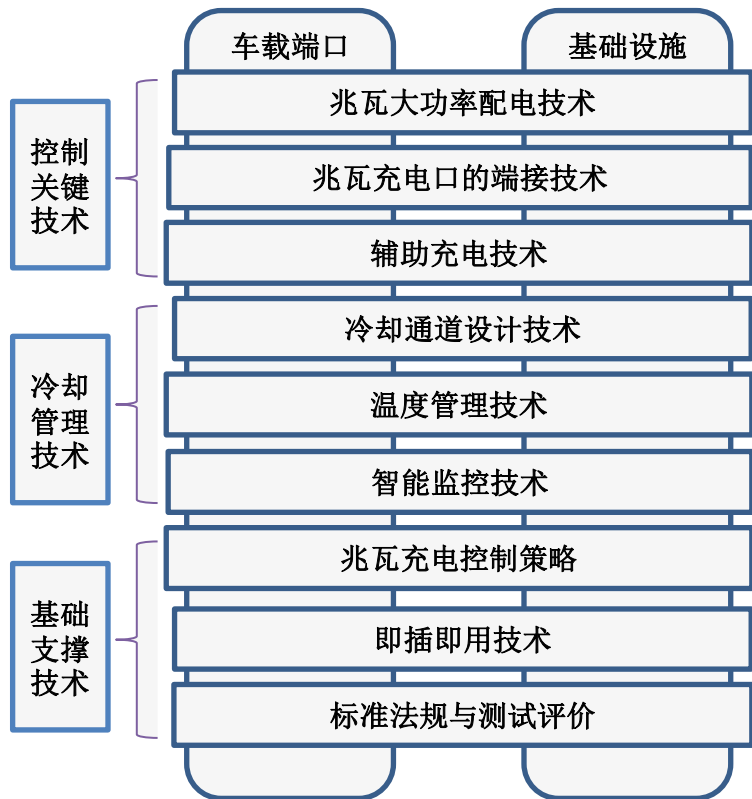 车载端口
基础设施
控制
关键
技术
兆瓦大功率配电技术
兆瓦充电口的端接技术
辅助充电技术
冷却
管理
技术
冷却通道设计技术
温度管理技术
智能监控技术
基础
支撑
技术
兆瓦充电控制策略
即插即用技术
标准法规与测试评价